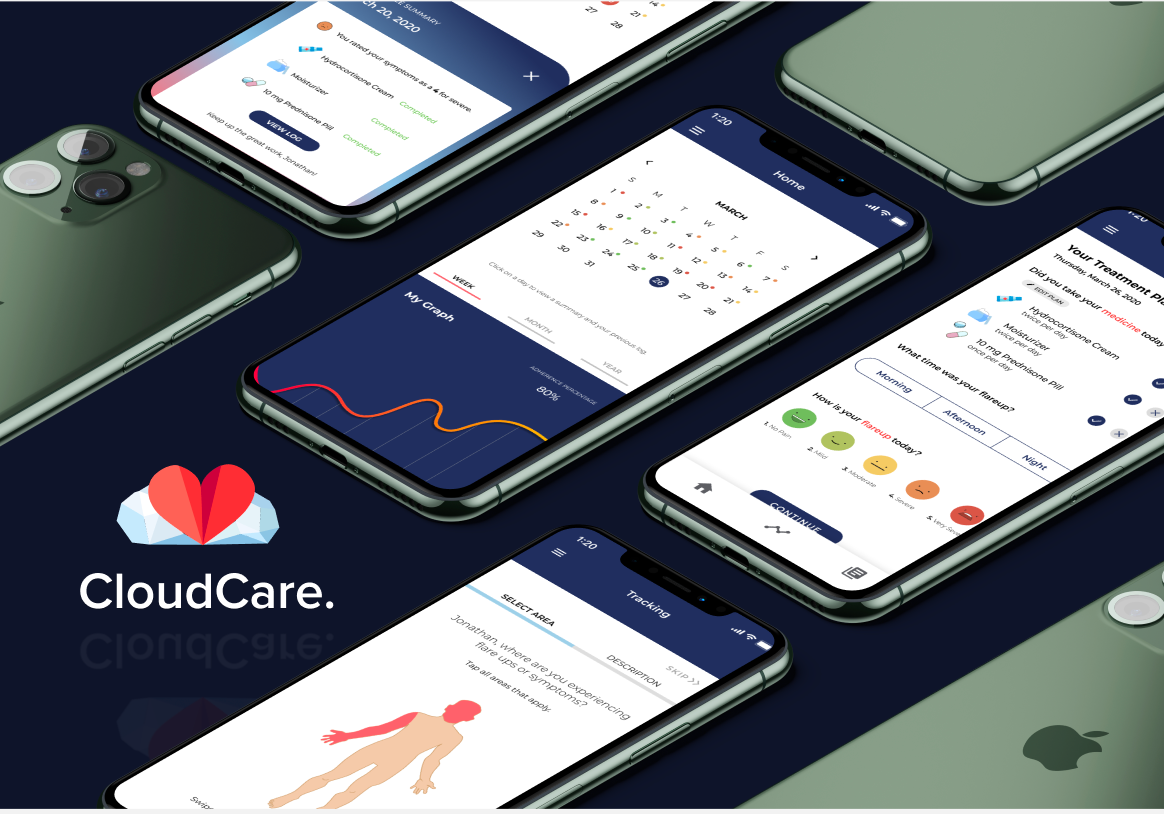 SUMMARY
ch 20, 2020
You rated your symptoms as a 4 for severe.
Hydrocortisone Cream
Completed
Moisturizer
Completed
10 mg Prednisone Pill
Completed
VIEW LOG
Keep up the great work, Jonathan!
27
28
21
1:20
Home
MARCH
S M T W T F S
1 2 3 4 5 6 7
8 9 10 11 12 13 14
15 16 17 18 19 20 21
22 23 24 25 26 27 28
29 30 31
Click on a day to view a summary and your previous log.
WEEK
MONTH
YEAR
My Graph
ADHERENCE PERCENTAGE
80%
1:20
Your Treatment Pl
Thursday, March 26, 2020
EDIT PLAN
Did you take your medicine today
Hydrocortisone Cream
twice per day
Moisturizer
twice per day
10 mg Prednisone Pill
once per day
What time was your flareup?
Morning
Afternoon
Night
How is your flareup today?
1. No Pain
2. Mild
3. Moderate
4. Severe
5. Very Seve
CONTINUE
CloudCare.
1:20
Tracking
SELECT AREA
DESCRIPTION
SKIP >>
Jonathan, where are you experiencing
flare ups or symptoms?
Tap all areas that apply.
Swip